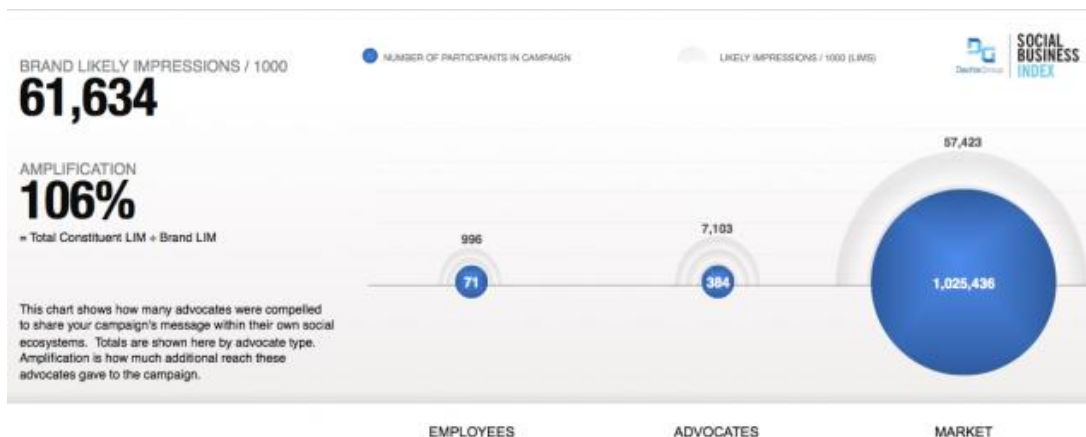 BRAND LIKELY IMPRESSIONS / 1000
61,634
AMPLIFICATION
106%
= Total Constituent LIM ÷ Brand LIM
This chart shows how many advocates were compelled
to share your campaign's message within their own social
ecosystems. Totals are shown here by advocate type.
Amplification is how much additional reach these
advocates gave to the campaign.
NUMBER OF PARTICIPANTS IN CAMPAIGN
LIKELY IMPRESSIONS / 1000 (LIMS)
DachisGroup
SOCIAL
BUSINESS
INDEX
996
71
7,103
384
57,423
1,025,436
EMPLOYEES
ADVOCATES
MARKET